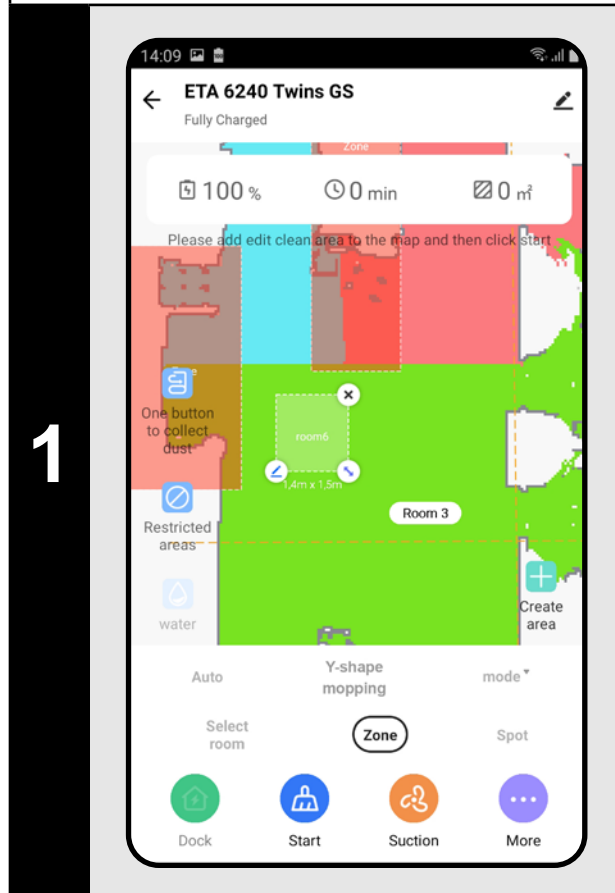 1
14:09
ETA 6240 Twins GS
Fully Charged
Zone
100 %
0 min
0 m²
Please add edit clean area to the map and then click start
One button
to collect
dust
room6
1,4m x 1,5m
Room 3
Restricted
areas
water
Create
area
Auto
Y-shape
mopping
mode
Select
room
Zone
Spot
Dock
Start
Suction
More